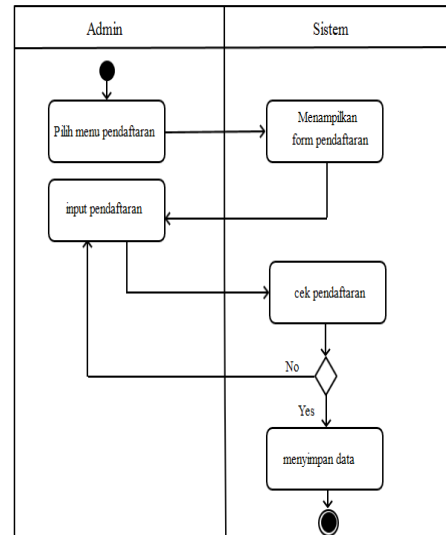 Admin
Sistem
Pilih menu pendaftaran
Menampilkan
form pendaftaran
input pendaftaran
cek pendaftaran
No
Yes
menyimpan data